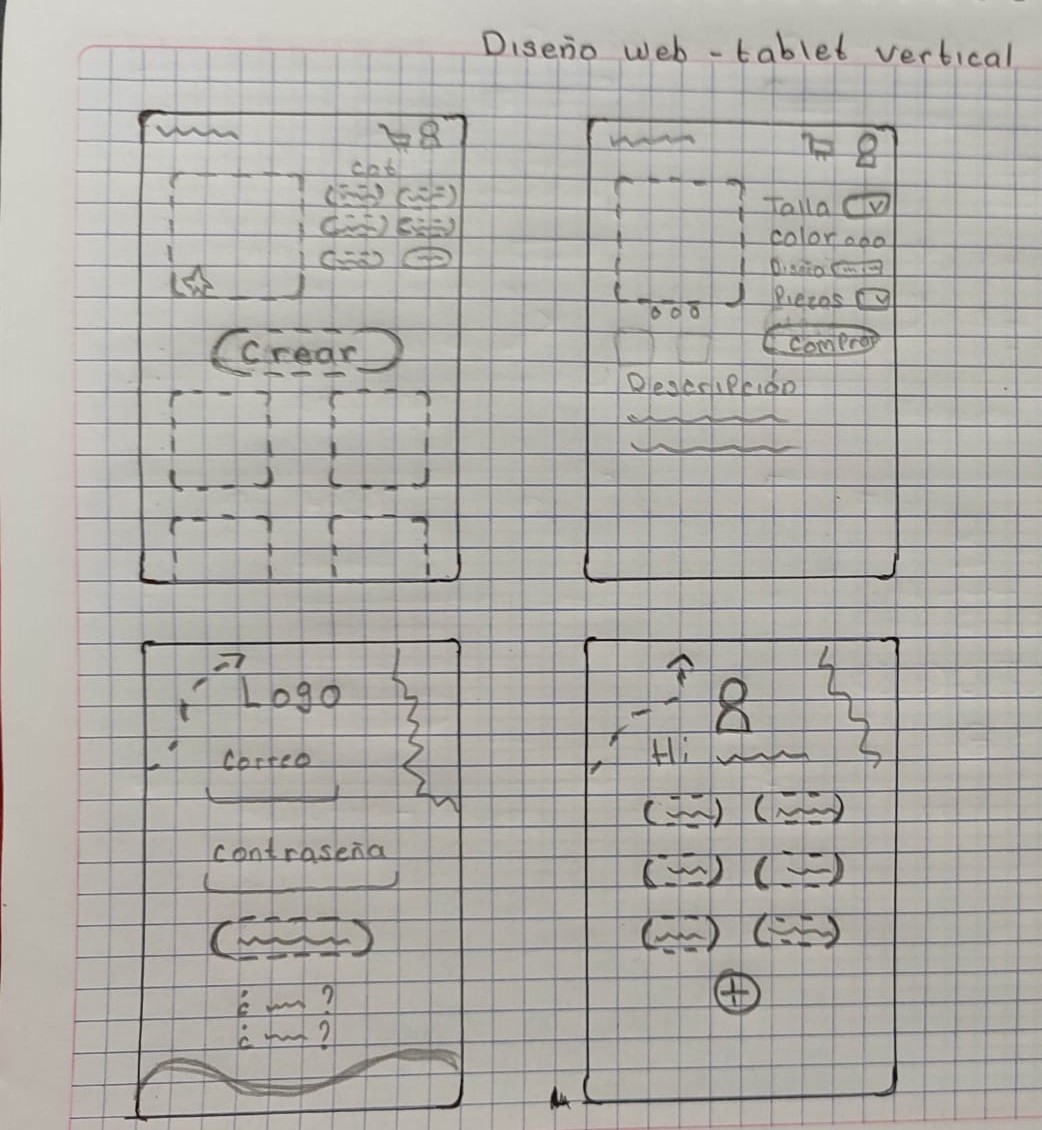 Diseño web - tablet vertical
cat
Crear
Talla
color
Diseño
Piezas
Comprar
Descripción
Logo
Correo
contraseña
¿ ?
¿ ?
Hi
+